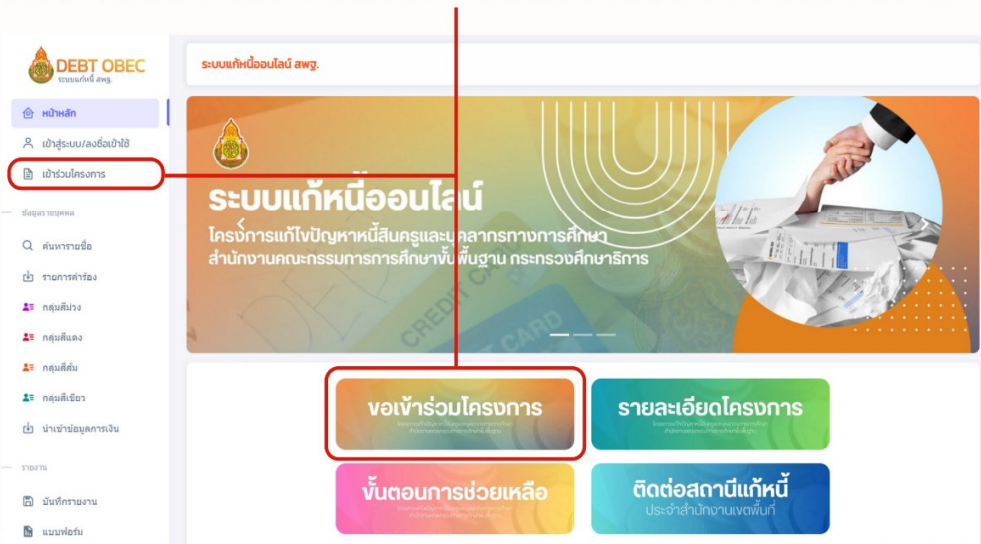 DEBT OBEC
ระบบแก้หนี้ สพฐ.
หน้าหลัก
เข้าสู่ระบบ/ลงชื่อเข้าใช้
เข้าร่วมโครงการ
ข้อมูลรายบุคคล
ค้นหารายชื่อ
รายการคำร้อง
กลุ่มสีม่วง
กลุ่มสีแดง
กลุ่มสีส้ม
กลุ่มสีเขียว
นำเข้าข้อมูลการเงิน
รายงาน
บันทึกรายงาน
แบบฟอร์ม
ระบบแก้หนี้ออนไลน์ สพฐ.
ระบบแก้หนี้ออนไลน์
โครงการแก้ไขปัญหาหนี้สินครูและบุคลากรทางการศึกษา
สำนักงานคณะกรรมการการศึกษาขั้นพื้นฐาน กระทรวงศึกษาธิการ
CREDIT CARD
ขอเข้าร่วมโครงการ
รายละเอียดโครงการ
ขั้นตอนการช่วยเหลือ
ติดต่อสถานีแก้หนี้
ประจำสำนักงานเขตพื้นที่